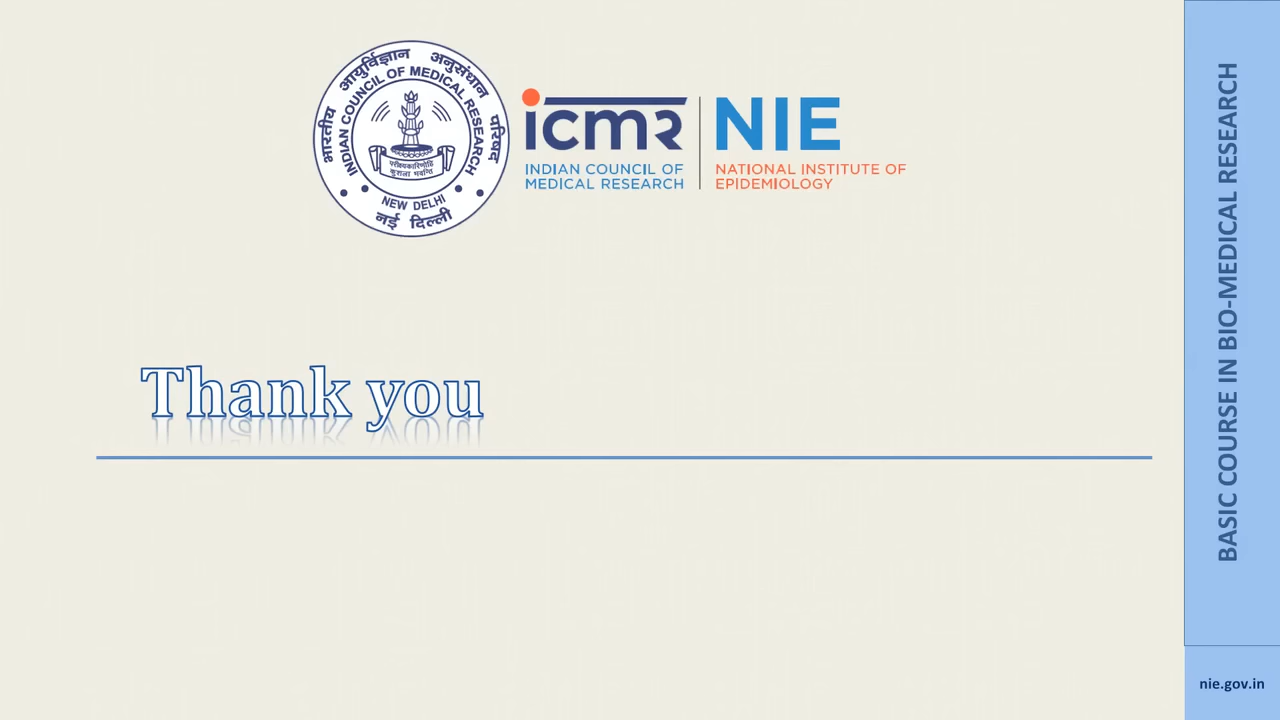 भारतीय आयुर्विज्ञान अनुसंधान परिषद
INDIAN COUNCIL OF MEDICAL RESEARCH
NEW DELHI
नई दिल्ली
icmr
INDIAN COUNCIL OF
MEDICAL RESEARCH
NIE
NATIONAL INSTITUTE OF
EPIDEMIOLOGY
Thank you
BASIC COURSE IN BIO-MEDICAL RESEARCH
nie.gov.in